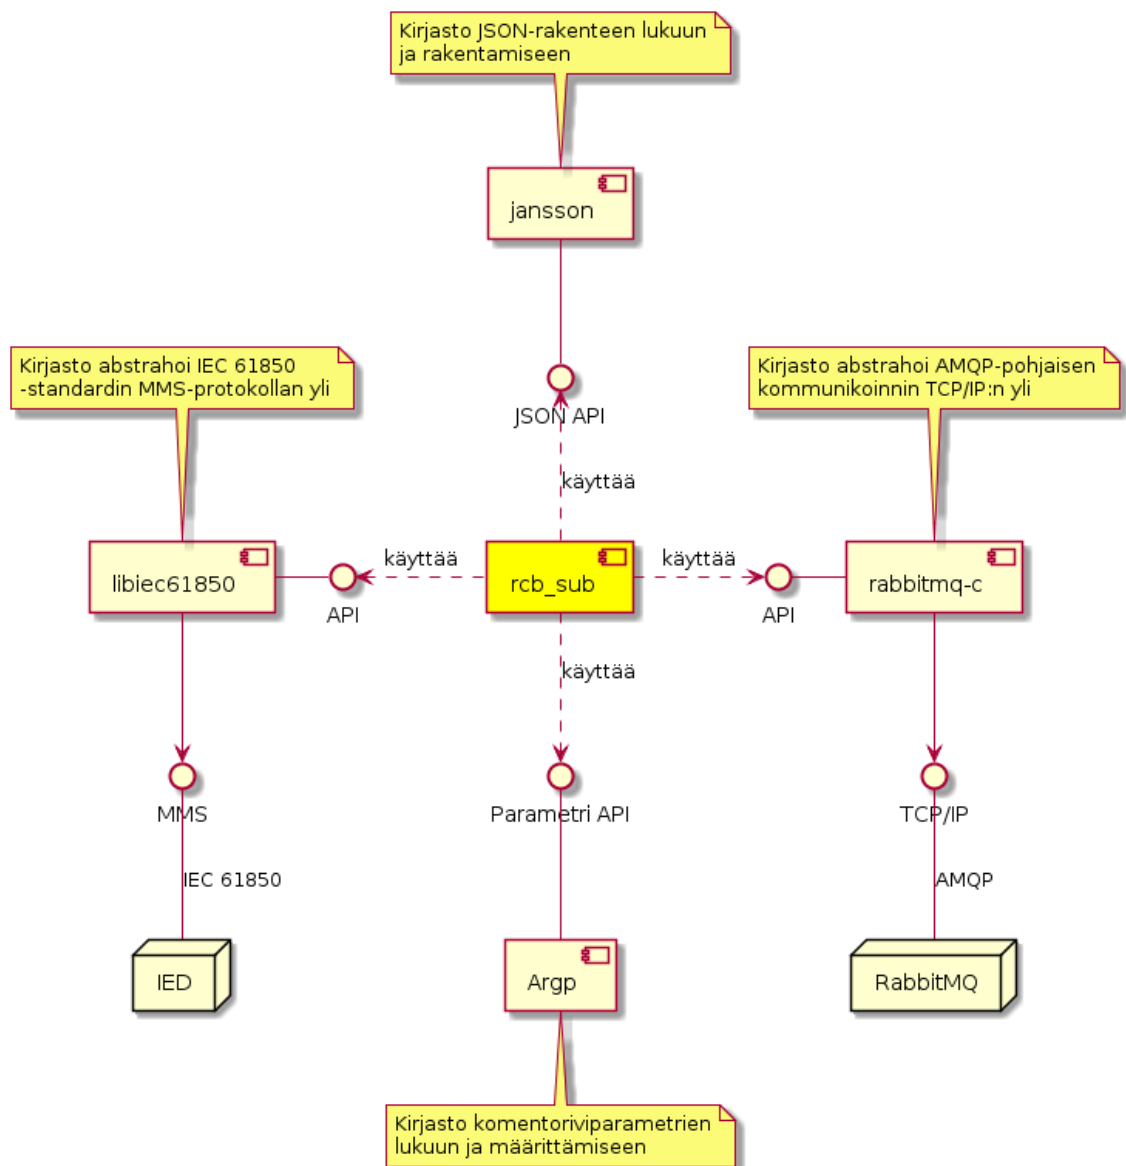 Kirjasto JSON-rakenteen lukuun
ja rakentamiseen
jansson
JSON API
käyttää
Kirjasto abstrahoi IEC 61850
-standardin MMS-protokollan yli
Kirjasto abstrahoi AMQP-pohjaisen
kommunikoinnin TCP/IP:n yli
libiec61850
API
käyttää
rcb_sub
käyttää
API
rabbitmq-c
käyttää
MMS
Parametri API
TCP/IP
IEC 61850
AMQP
IED
Argp
RabbitMQ
Kirjasto komentoriviparametrien
lukuun ja määrittämiseen